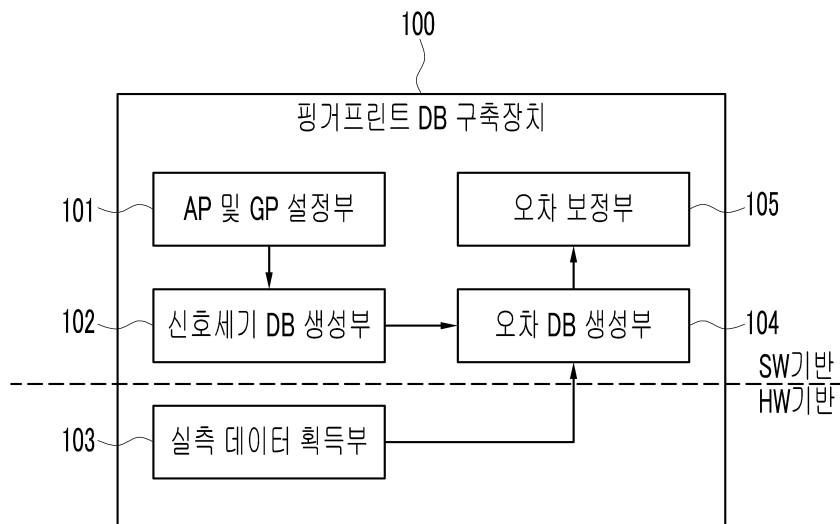 100
핑거프린트 DB 구축장치
101
AP 및 GP 설정부
오차 보정부
105
102
신호세기 DB 생성부
오차 DB 생성부
104
SW기반
HW기반
103
실측 데이터 획득부